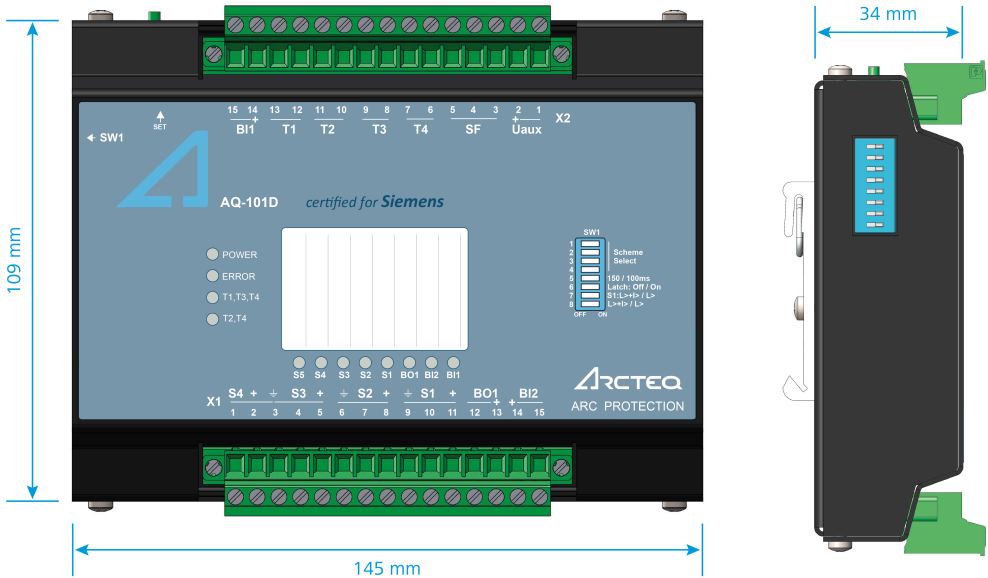 34 mm
109 mm
15 14 13 12 11 10 9 8 7 6 5 4 3 2 1
+ +
BI1 T1 T2 T3 T4 SF Uaux X2
SET
SW1
AQ-101D
certified for Siemens
POWER
ERROR
T1,T3,T4
T2,T4
SW1
1
2 Scheme
3 Select
4
5 150 / 100ms
6 Latch: Off / On
7 S1:L>+I> / L>
8 L>+I> / L>
OFF ON
S5 S4 S3 S2 S1 BO1 BI2 BI1
ARCTEQ
ARC PROTECTION
X1 S4 + ⏚ S3 + ⏚ S2 + ⏚ S1 + BO1 + + BI2
1 2 3 4 5 6 7 8 9 10 11 12 13 14 15
145 mm